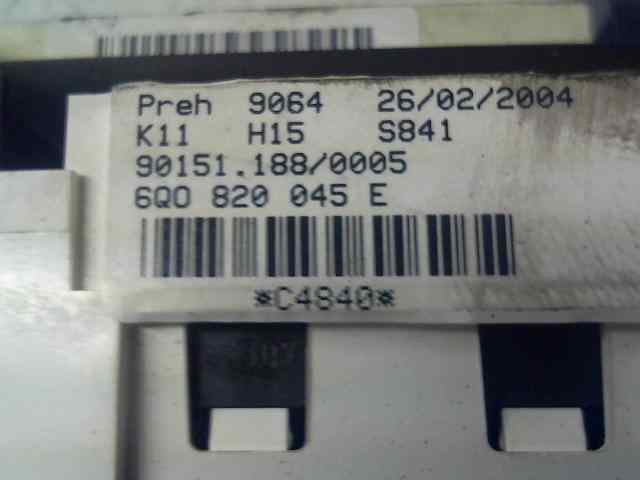 Preh 9064 26/02/2004
K11 H15 S841
90151.188/0005
6Q0 820 045 E
*C4840*